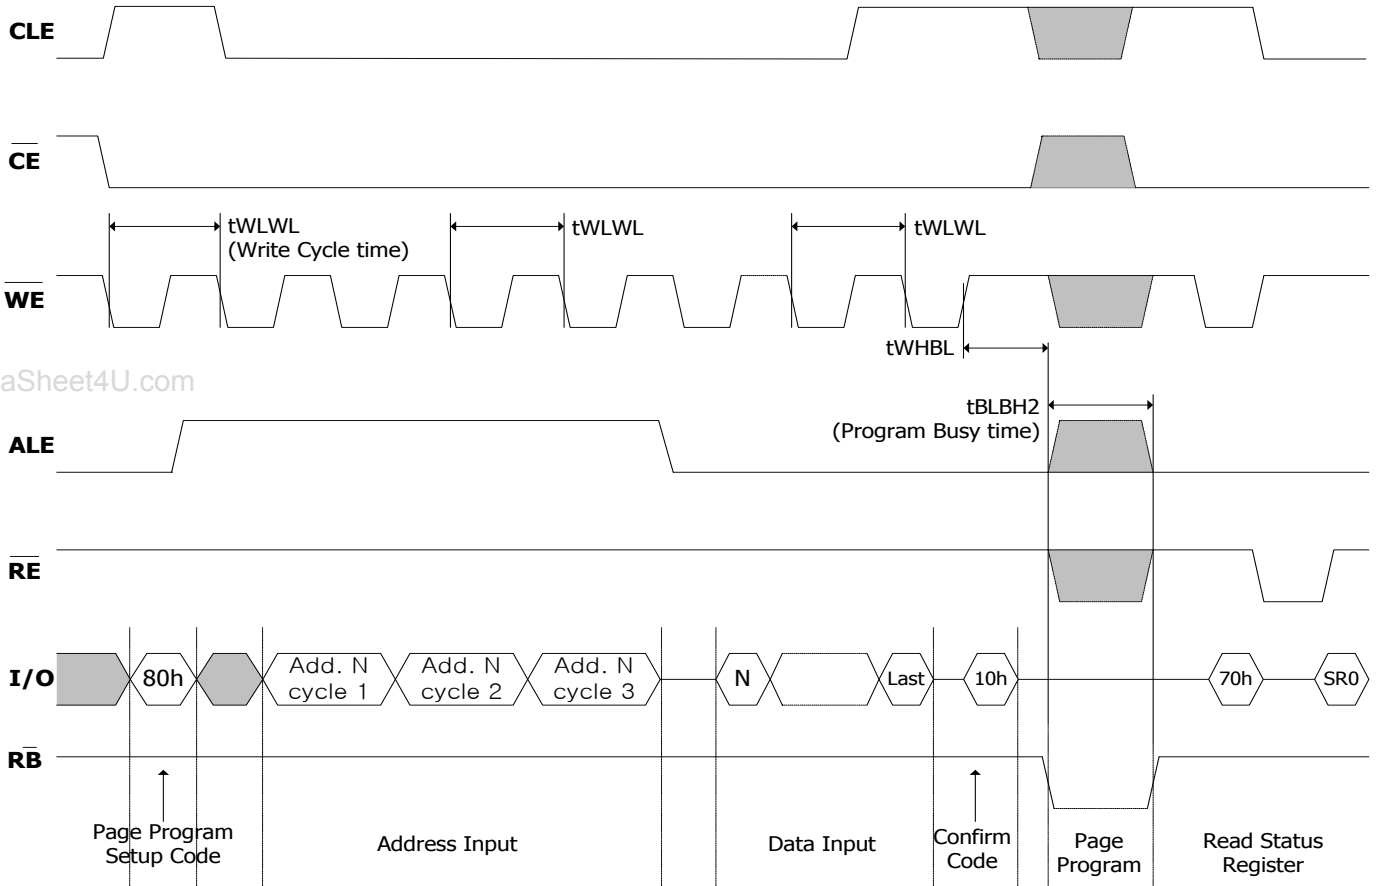 CLE
CE
tWLWL
(Write Cycle time)
tWLWL
tWLWL
WE
tWHBL
aSheet4U.com
tBLBH2
(Program Busy time)
ALE
RE
I/O
80h
Add. N
cycle 1
Add. N
cycle 2
Add. N
cycle 3
N
Last
10h
70h
SR0
RB
Page Program
Setup Code
Address Input
Data Input
Confirm
Code
Page
Program
Read Status
Register